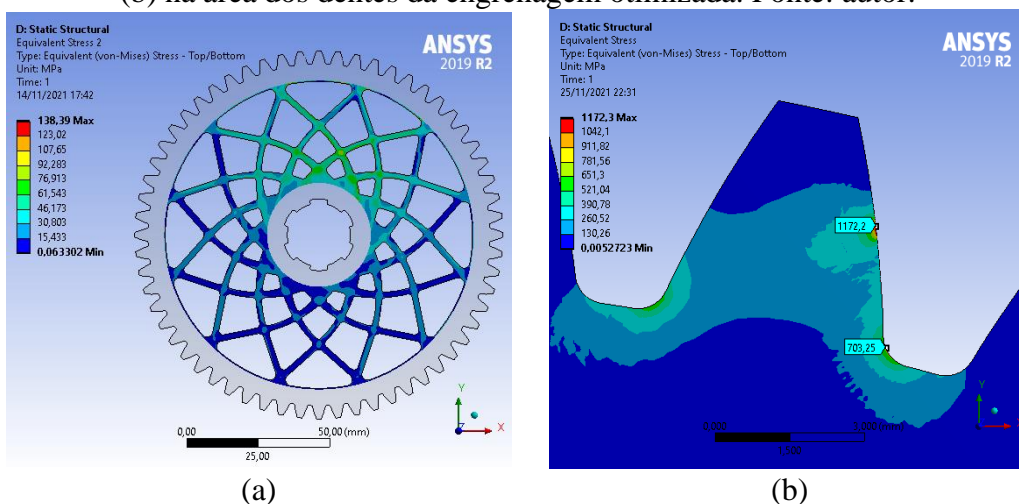 (b) na área dos dentes da engrenagem otimizada. Fonte: autor.
D: Static Structural
Equivalent Stress 2
Type: Equivalent (von-Mises) Stress - Top/Bottom
Unit: MPa
Time: 1
14/11/2021 17:42
138,39 Max
123,02
107,65
92,283
76,913
61,543
46,173
30,803
15,433
0,063302 Min
ANSYS
2019 R2
0,00
50,00 (mm)
25,00
Y
X
(a)
D: Static Structural
Equivalent Stress
Type: Equivalent (von-Mises) Stress - Top/Bottom
Unit: MPa
Time: 1
25/11/2021 22:31
1172,3 Max
1042,1
911,82
781,56
651,3
521,04
390,78
260,52
130,26
0,0052723 Min
ANSYS
2019 R2
1172,2
703,25
0,000
3,000 (mm)
1,500
Y
X
(b)